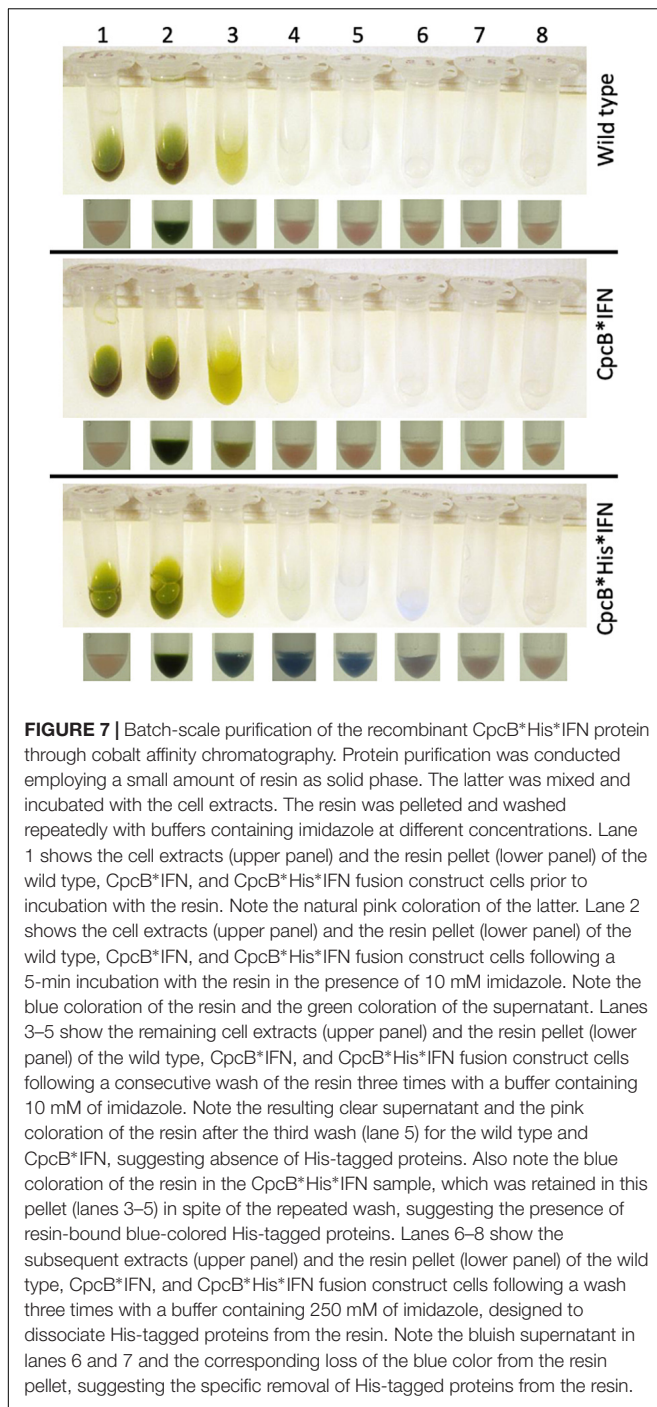 1 2 3 4 5 6 7 8
Wild type
CpcB*IFN
CpcB*His*IFN
FIGURE 7 | Batch-scale purification of the recombinant CpcB*His*IFN protein
through cobalt affinity chromatography. Protein purification was conducted
employing a small amount of resin as solid phase. The latter was mixed and
incubated with the cell extracts. The resin was pelleted and washed
repeatedly with buffers containing imidazole at different concentrations. Lane
1 shows the cell extracts (upper panel) and the resin pellet (lower panel) of the
wild type, CpcB*IFN, and CpcB*His*IFN fusion construct cells prior to
incubation with the resin. Note the natural pink coloration of the latter. Lane 2
shows the cell extracts (upper panel) and the resin pellet (lower panel) of the
wild type, CpcB*IFN, and CpcB*His*IFN fusion construct cells following a
5-min incubation with the resin in the presence of 10 mM imidazole. Note the
blue coloration of the resin and the green coloration of the supernatant. Lanes
3–5 show the remaining cell extracts (upper panel) and the resin pellet (lower
panel) of the wild type, CpcB*IFN, and CpcB*His*IFN fusion construct cells
following a consecutive wash of the resin three times with a buffer containing
10 mM of imidazole. Note the resulting clear supernatant and the pink
coloration of the resin after the third wash (lane 5) for the wild type and
CpcB*IFN, suggesting absence of His-tagged proteins. Also note the blue
coloration of the resin in the CpcB*His*IFN sample, which was retained in this
pellet (lanes 3–5) in spite of the repeated wash, suggesting the presence of
resin-bound blue-colored His-tagged proteins. Lanes 6–8 show the
subsequent extracts (upper panel) and the resin pellet (lower panel) of the wild
type, CpcB*IFN, and CpcB*His*IFN fusion construct cells following a wash
three times with a buffer containing 250 mM of imidazole, designed to
dissociate His-tagged proteins from the resin. Note the bluish supernatant in
lanes 6 and 7 and the corresponding loss of the blue color from the resin
pellet, suggesting the specific removal of His-tagged proteins from the resin.